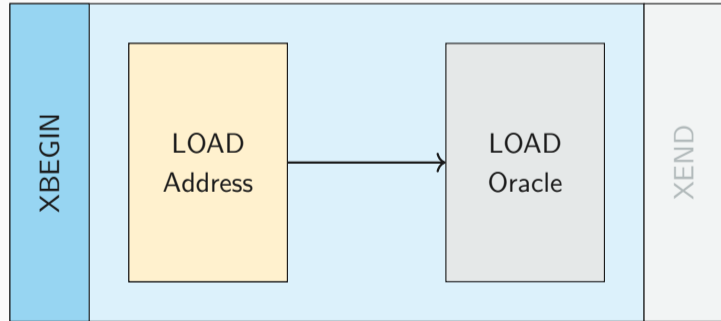 XBEGIN
LOAD
Address
LOAD
Oracle
XEND